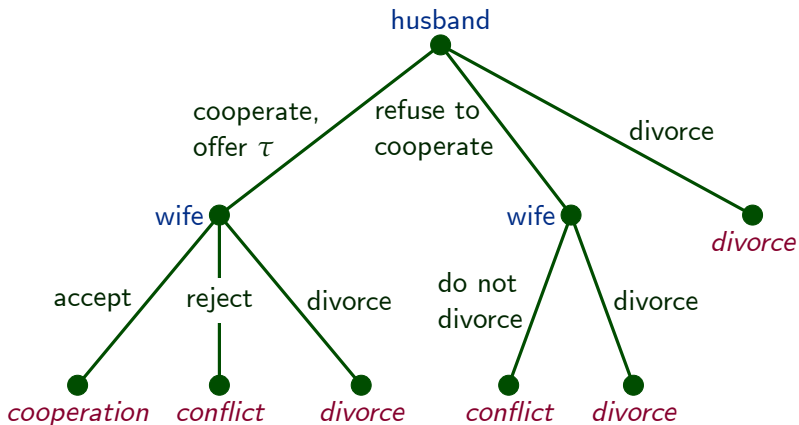 husband
cooperate,
offer τ
refuse to
cooperate
divorce
wife
wife
divorce
accept
reject
divorce
do not
divorce
divorce
cooperation
conflict
divorce
conflict
divorce